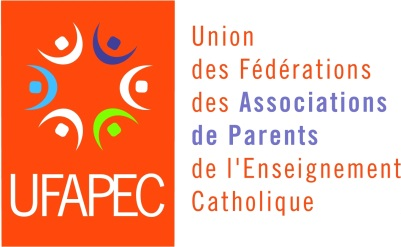 Union
des Fédérations
des Associations
de Parents
de l'Enseignement
Catholique
UFAPEC